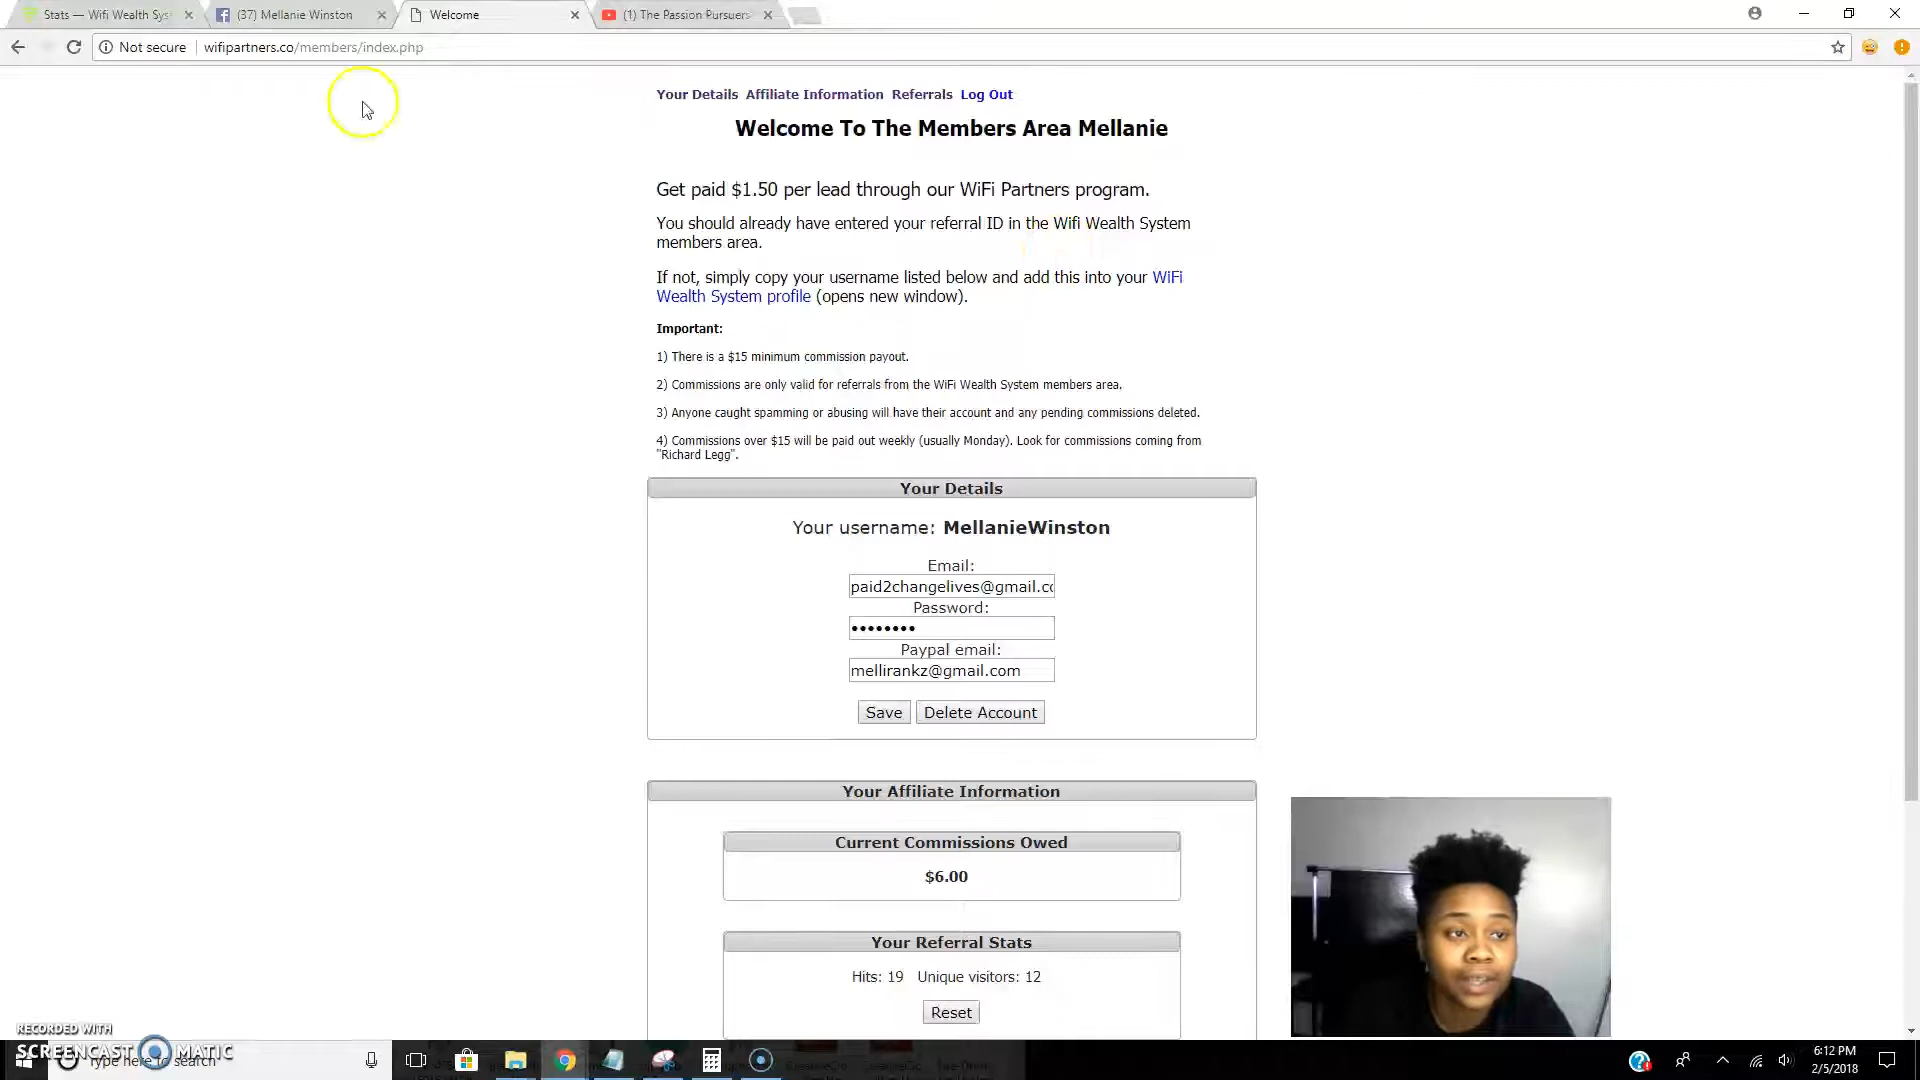 Stats — Wifi Wealth Sys
(37) Mellanie Winston
Welcome
(1) The Passion Pursuers
Not secure
wifipartners.co/members/index.php
Your Details Affiliate Information Referrals Log Out
Welcome To The Members Area Mellanie
Get paid $1.50 per lead through our WiFi Partners program.
You should already have entered your referral ID in the Wifi Wealth System
members area.
If not, simply copy your username listed below and add this into your WiFi
Wealth System profile (opens new window).
Important:
1) There is a $15 minimum commission payout.
2) Commissions are only valid for referrals from the WiFi Wealth System members area.
3) Anyone caught spamming or abusing will have their account and any pending commissions deleted.
4) Commissions over $15 will be paid out weekly (usually Monday). Look for commissions coming from
"Richard Legg".
Your Details
Your username: MellanieWinston
Email:
paid2changelives@gmail.co
Password:
••••••••
Paypal email:
mellirankz@gmail.com
Save Delete Account
Your Affiliate Information
Current Commissions Owed
$6.00
Your Referral Stats
Hits: 19 Unique visitors: 12
Reset
RECORDED WITH
SCREENCAST MATIC
Type here to search
6:12 PM
2/5/2018